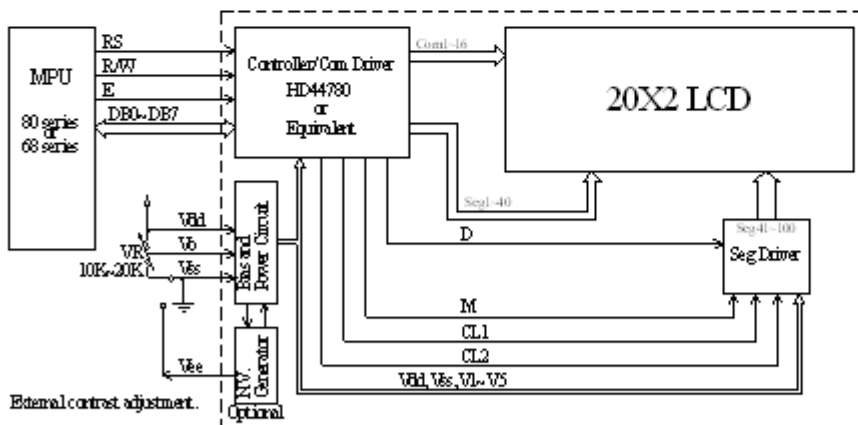 RS
R/W
E
DB0~DB7
MPU
80 series
or
68 series
Controller/Com Driver
HD44780
or
Equivalent
Com1~16
20X2 LCD
Seg1~40
Seg41~100
Seg Driver
D
M
CL1
CL2
Vdd, Vss, V1~V5
Vdd
Vo
Vss
VR
10K~20K
Bias and
Power Circuit
Vee
N.V.
Generator
Optional
External contrast adjustment.